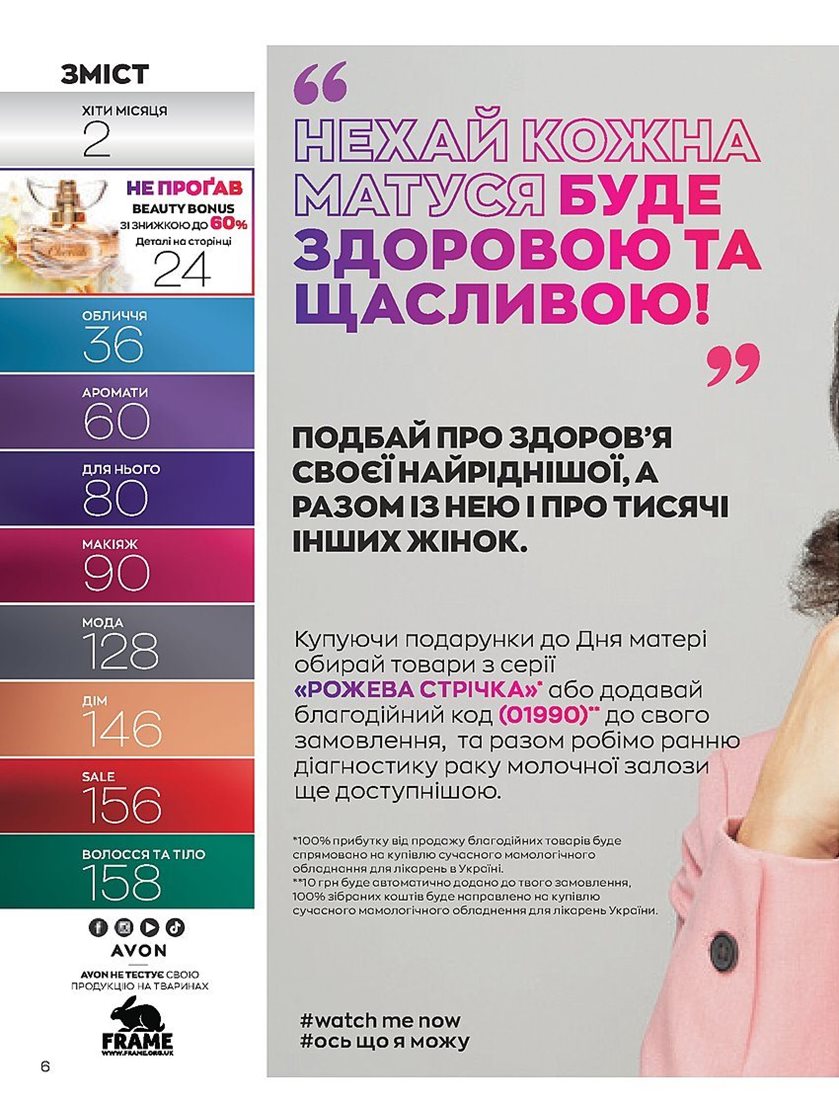 ЗМІСТ
ХІТИ МІСЯЦЯ
2
НЕ ПРОҐАВ
BEAUTY BONUS
ЗІ ЗНИЖКОЮ ДО 60%
Деталі на сторінці
24
ОБЛИЧЧЯ
36
АРОМАТИ
60
ДЛЯ НЬОГО
80
МАКІЯЖ
90
МОДА
128
ДІМ
146
SALE
156
ВОЛОССЯ ТА ТІЛО
158
AVON
AVON НЕ ТЕСТУЄ СВОЮ
ПРОДУКЦІЮ НА ТВАРИНАХ
FRAME
WWW.FRAME.ORG.UK
6
“
НЕХАЙ КОЖНА
МАТУСЯ БУДЕ
ЗДОРОВОЮ ТА
ЩАСЛИВОЮ!
”
ПОДБАЙ ПРО ЗДОРОВ’Я
СВОЄЇ НАЙРІДНІШОЇ, А
РАЗОМ ІЗ НЕЮ І ПРО ТИСЯЧІ
ІНШИХ ЖІНОК.
Купуючи подарунки до Дня матері
обирай товари з серії
«РОЖЕВА СТРІЧКА»* або додавай
благодійний код (01990)** до свого
замовлення, та разом робімо ранню
діагностику раку молочної залози
ще доступнішою.
*100% прибутку від продажу благодійних товарів буде
спрямовано на купівлю сучасного мамологічного
обладнання для лікарень в Україні.
**10 грн буде автоматично додано до твого замовлення,
100% зібраних коштів буде направлено на купівлю
сучасного мамологічного обладнення для лікарень України.
#watch me now
#ось що я можу